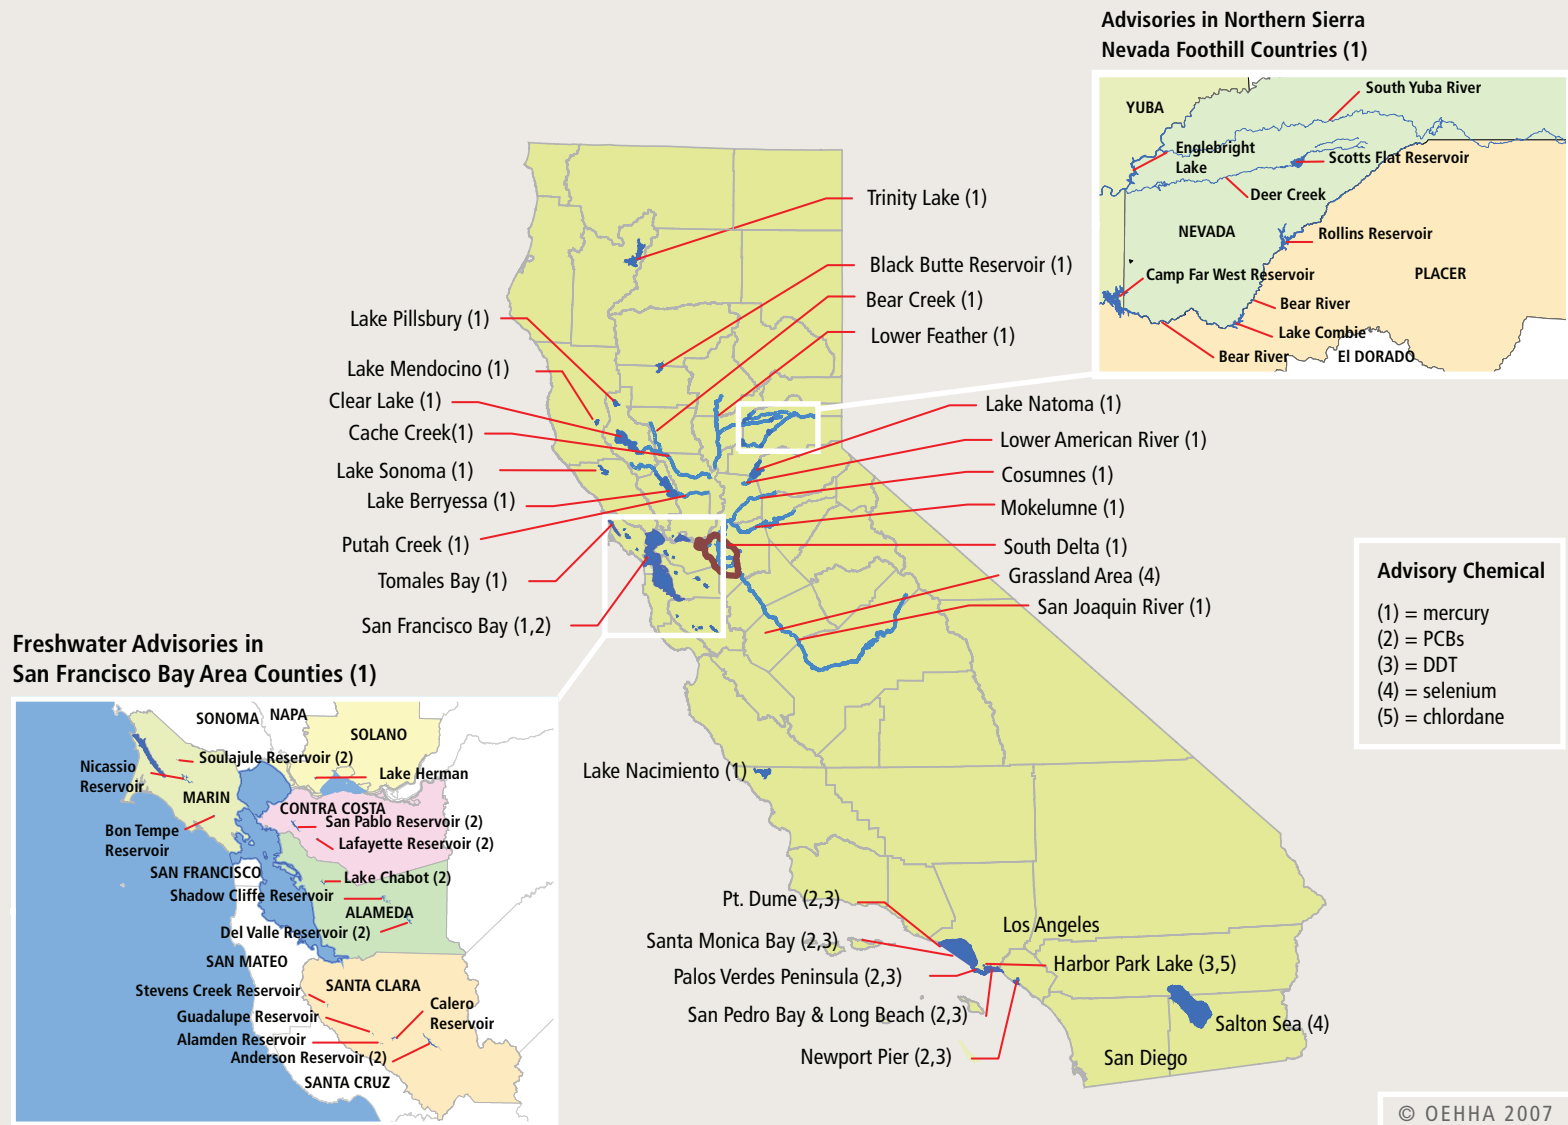 Advisories in Northern Sierra
Nevada Foothill Countries (1)
YUBA
South Yuba River
Englebright
Lake
Scotts Flat Reservoir
Deer Creek
NEVADA
Rollins Reservoir
PLACER
Camp Far West Reservoir
Bear River
Lake Combie
Bear River
El DORADO
Trinity Lake (1)
Black Butte Reservoir (1)
Bear Creek (1)
Lower Feather (1)
Lake Pillsbury (1)
Lake Mendocino (1)
Clear Lake (1)
Cache Creek(1)
Lake Sonoma (1)
Lake Berryessa (1)
Putah Creek (1)
Tomales Bay (1)
San Francisco Bay (1,2)
Lake Natoma (1)
Lower American River (1)
Cosumnes (1)
Mokelumne (1)
South Delta (1)
Grassland Area (4)
San Joaquin River (1)
Advisory Chemical
(1) = mercury
(2) = PCBs
(3) = DDT
(4) = selenium
(5) = chlordane
Freshwater Advisories in
San Francisco Bay Area Counties (1)
SONOMA
NAPA
SOLANO
Soulajule Reservoir (2)
Nicassio
Reservoir
Lake Herman
MARIN
CONTRA COSTA
San Pablo Reservoir (2)
Bon Tempe
Reservoir
Lafayette Reservoir (2)
SAN FRANCISCO
Lake Chabot (2)
Shadow Cliffe Reservoir
ALAMEDA
Del Valle Reservoir (2)
SAN MATEO
SANTA CLARA
Stevens Creek Reservoir
Calero
Reservoir
Guadalupe Reservoir
Alamden Reservoir
Anderson Reservoir (2)
SANTA CRUZ
Lake Nacimiento (1)
Pt. Dume (2,3)
Los Angeles
Santa Monica Bay (2,3)
Harbor Park Lake (3,5)
Palos Verdes Peninsula (2,3)
San Pedro Bay & Long Beach (2,3)
Salton Sea (4)
Newport Pier (2,3)
San Diego
© OEHHA 2007